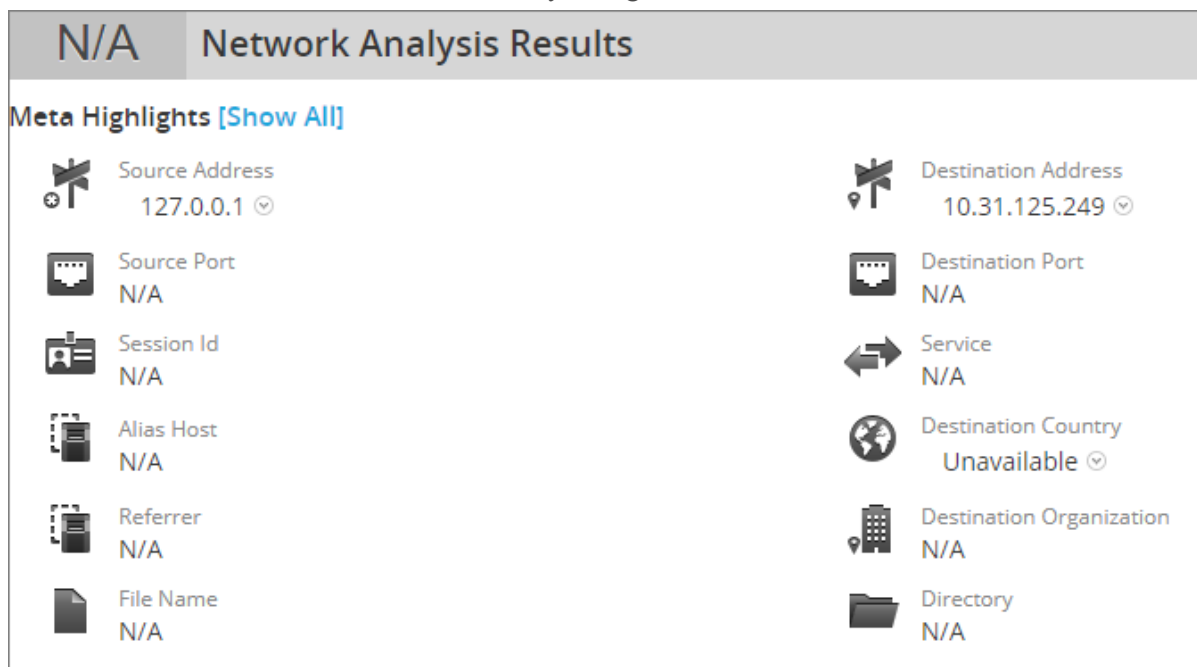 N/A Network Analysis Results
Meta Highlights [Show All]
Source Address
127.0.0.1
Destination Address
10.31.125.249
Source Port
N/A
Destination Port
N/A
Session Id
N/A
Service
N/A
Alias Host
N/A
Destination Country
Unavailable
Referrer
N/A
Destination Organization
N/A
File Name
N/A
Directory
N/A